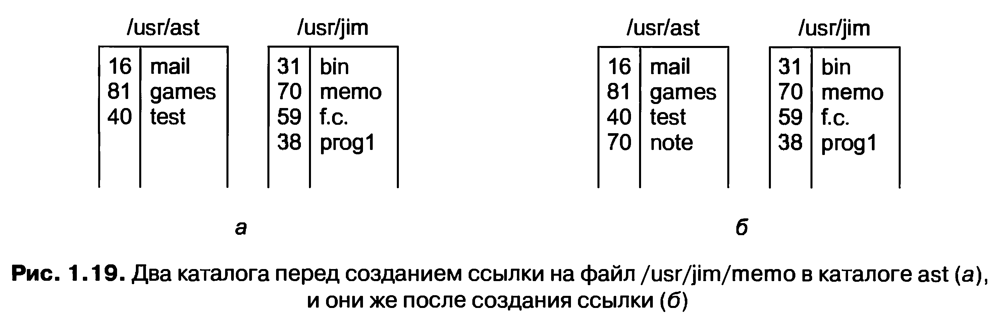 /usr/ast /usr/jim /usr/ast /usr/jim
16 mail 31 bin 16 mail 31 bin
81 games 70 memo 81 games 70 memo
40 test 59 f.c. 40 test 59 f.c.
38 prog1 70 note 38 prog1
а б
Рис. 1.19. Два каталога перед созданием ссылки на файл /usr/jim/memo в каталоге ast (а),
и они же после создания ссылки (б)